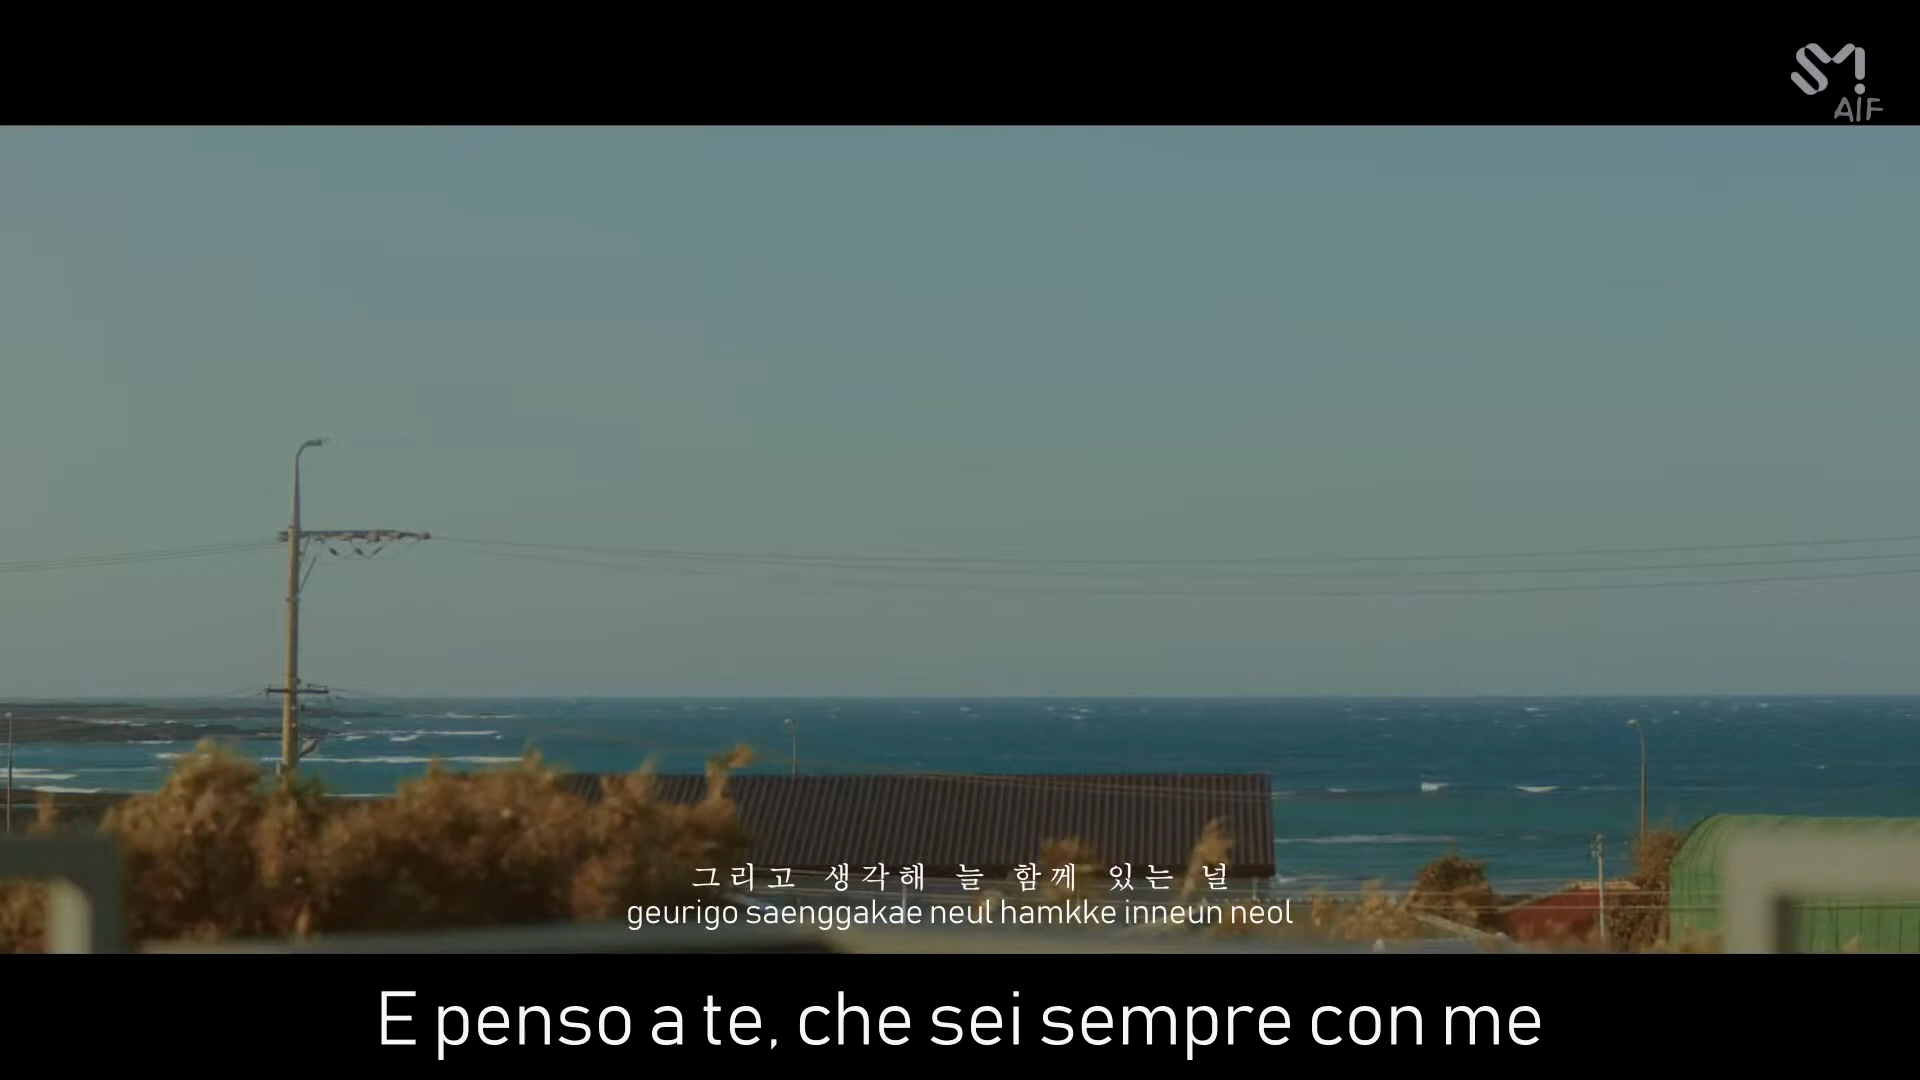 SM
AIF
그리고 생각해 늘 함께 있는 널
geurigo saenggakae neul hamkke inneun neol
E penso a te, che sei sempre con me